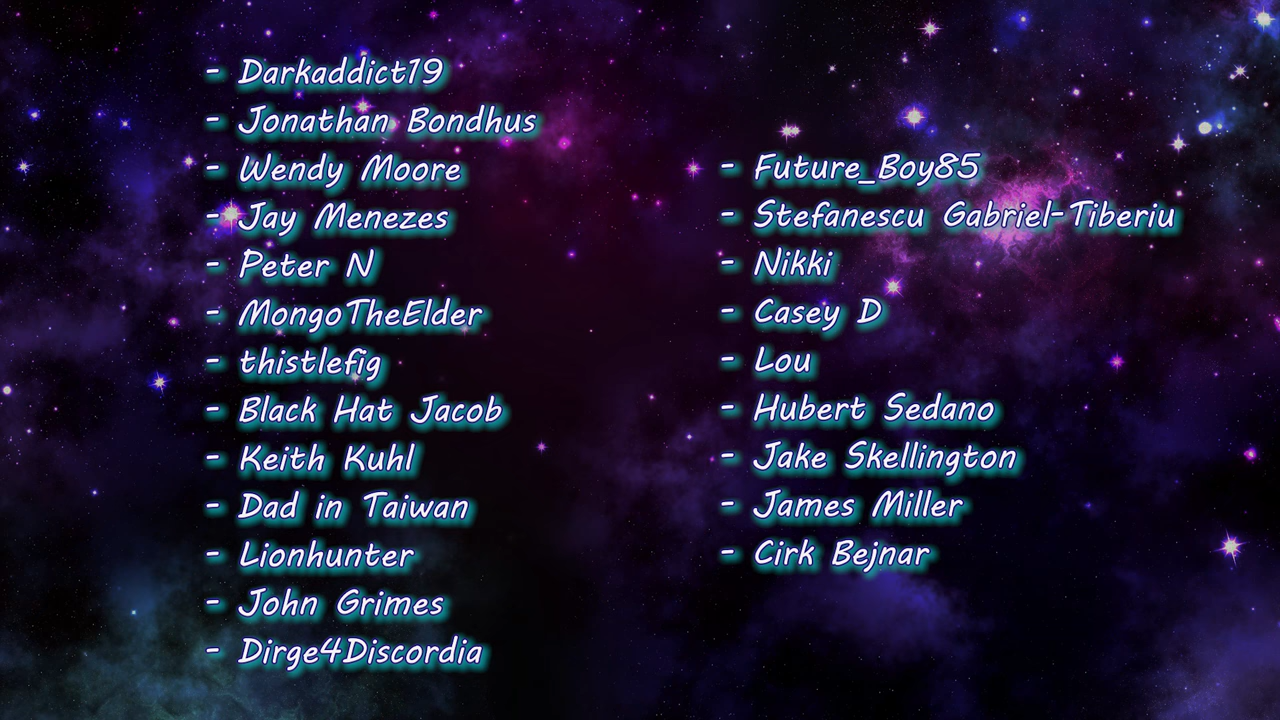 - Darkaddict19
- Jonathan Bondhus
- Wendy Moore
- Jay Menezes
- Peter N
- MongoTheElder
- thistlefig
- Black Hat Jacob
- Keith Kuhl
- Dad in Taiwan
- Lionhunter
- John Grimes
- Dirge4Discordia
- Future_Boy85
- Stefanescu Gabriel-Tiberiu
- Nikki
- Casey D
- Lou
- Hubert Sedano
- Jake Skellington
- James Miller
- Cirk Bejnar